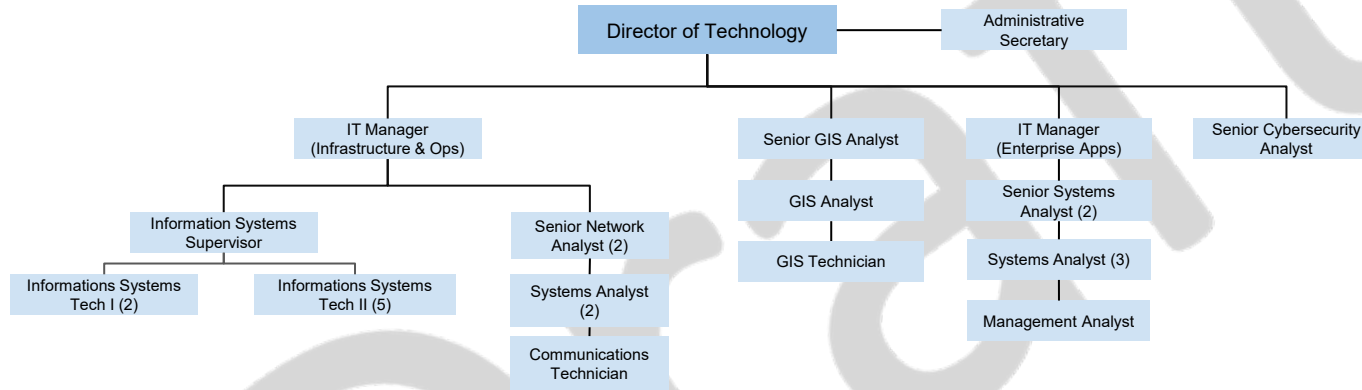 Director of Technology
Administrative
Secretary
IT Manager
(Infrastructure & Ops)
Senior GIS Analyst
IT Manager
(Enterprise Apps)
Senior Cybersecurity
Analyst
Information Systems
Supervisor
Senior Network
Analyst (2)
GIS Analyst
Senior Systems
Analyst (2)
Informations Systems
Tech I (2)
Informations Systems
Tech II (5)
Systems Analyst
(2)
GIS Technician
Systems Analyst (3)
Communications
Technician
Management Analyst